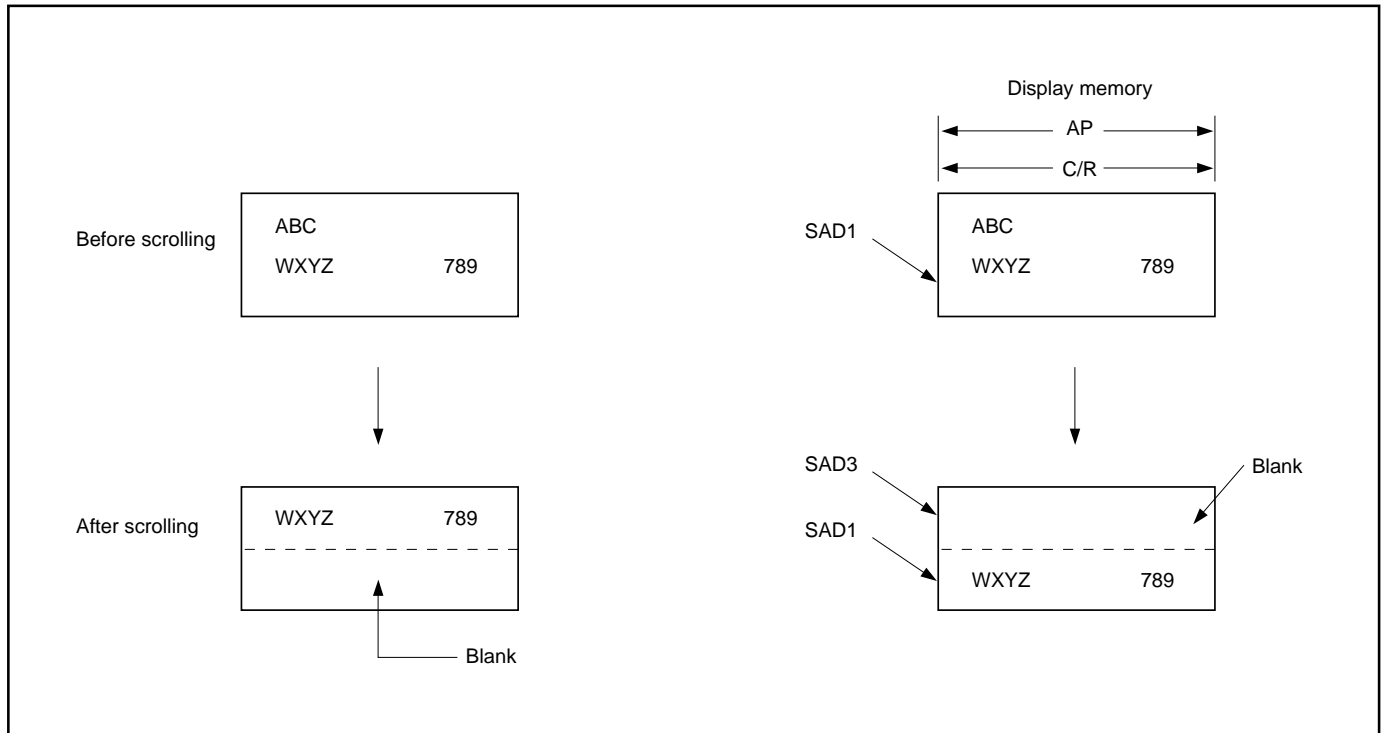 Display memory
AP
C/R
Before scrolling
ABC
WXYZ 789
SAD1
ABC
WXYZ 789
After scrolling
WXYZ 789
Blank
SAD3
SAD1
Blank
WXYZ 789